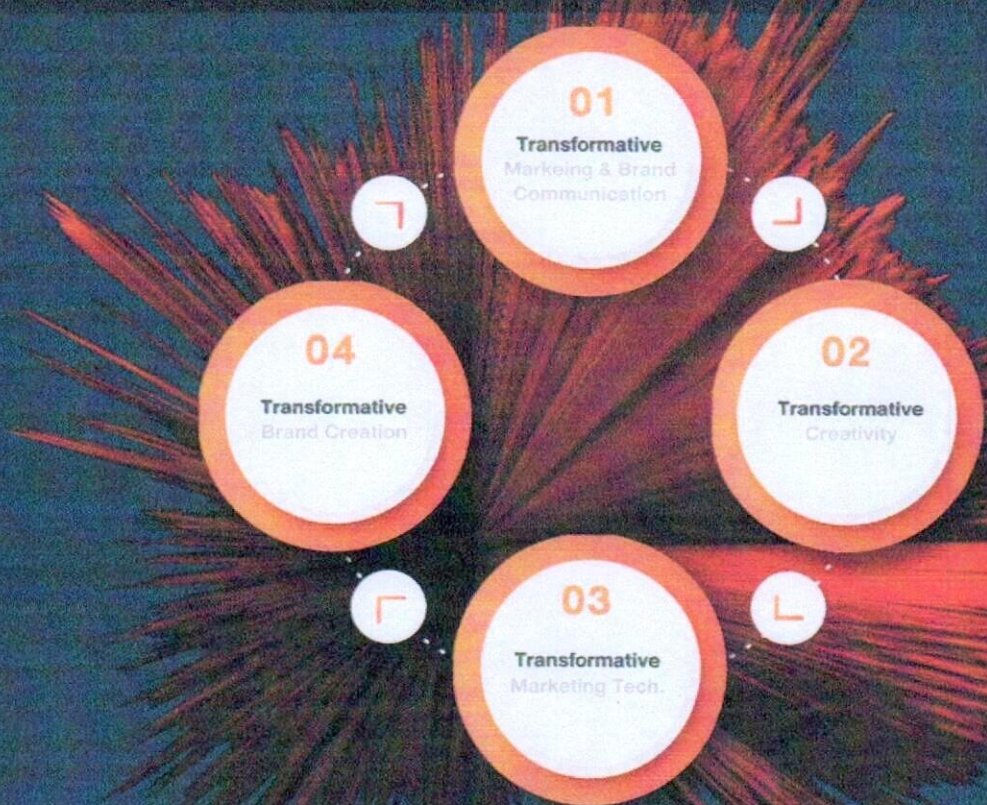 01
Transformative
Markeing & Brand
Communication
02
Transformative
Creativity
03
Transformative
Marketing Tech.
04
Transformative
Brand Creation